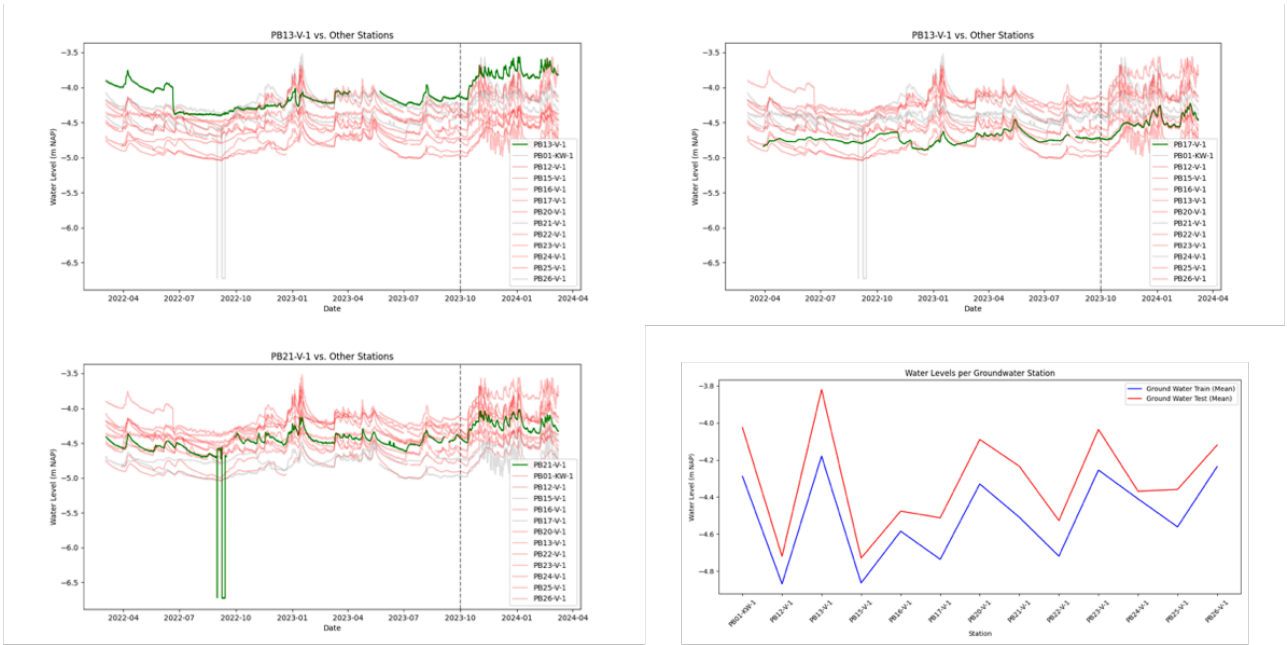 PB13-V-1 vs. Other Stations
Water Level (m NAP)
−3.5
−4.0
−4.5
−5.0
−5.5
−6.0
−6.5
2022-04 2022-07 2022-10 2023-01 2023-04 2023-07 2023-10 2024-01 2024-04
Date
PB13-V-1
PB01-KW-1
PB12-V-1
PB15-V-1
PB16-V-1
PB17-V-1
PB20-V-1
PB21-V-1
PB22-V-1
PB23-V-1
PB24-V-1
PB25-V-1
PB26-V-1
PB13-V-1 vs. Other Stations
Water Level (m NAP)
−3.5
−4.0
−4.5
−5.0
−5.5
−6.0
−6.5
2022-04 2022-07 2022-10 2023-01 2023-04 2023-07 2023-10 2024-01 2024-04
Date
PB17-V-1
PB01-KW-1
PB12-V-1
PB15-V-1
PB16-V-1
PB13-V-1
PB20-V-1
PB21-V-1
PB22-V-1
PB23-V-1
PB24-V-1
PB25-V-1
PB26-V-1
PB21-V-1 vs. Other Stations
Water Level (m NAP)
−3.5
−4.0
−4.5
−5.0
−5.5
−6.0
−6.5
2022-04 2022-07 2022-10 2023-01 2023-04 2023-07 2023-10 2024-01 2024-04
Date
PB21-V-1
PB01-KW-1
PB12-V-1
PB15-V-1
PB16-V-1
PB17-V-1
PB20-V-1
PB13-V-1
PB22-V-1
PB23-V-1
PB24-V-1
PB25-V-1
PB26-V-1
Water Levels per Groundwater Station
Water Level (m NAP)
−3.8
−4.0
−4.2
−4.4
−4.6
−4.8
Ground Water Train (Mean)
Ground Water Test (Mean)
PB01-KW-1 PB12-V-1 PB13-V-1 PB15-V-1 PB16-V-1 PB17-V-1 PB20-V-1 PB21-V-1 PB22-V-1 PB23-V-1 PB24-V-1 PB25-V-1 PB26-V-1
Station